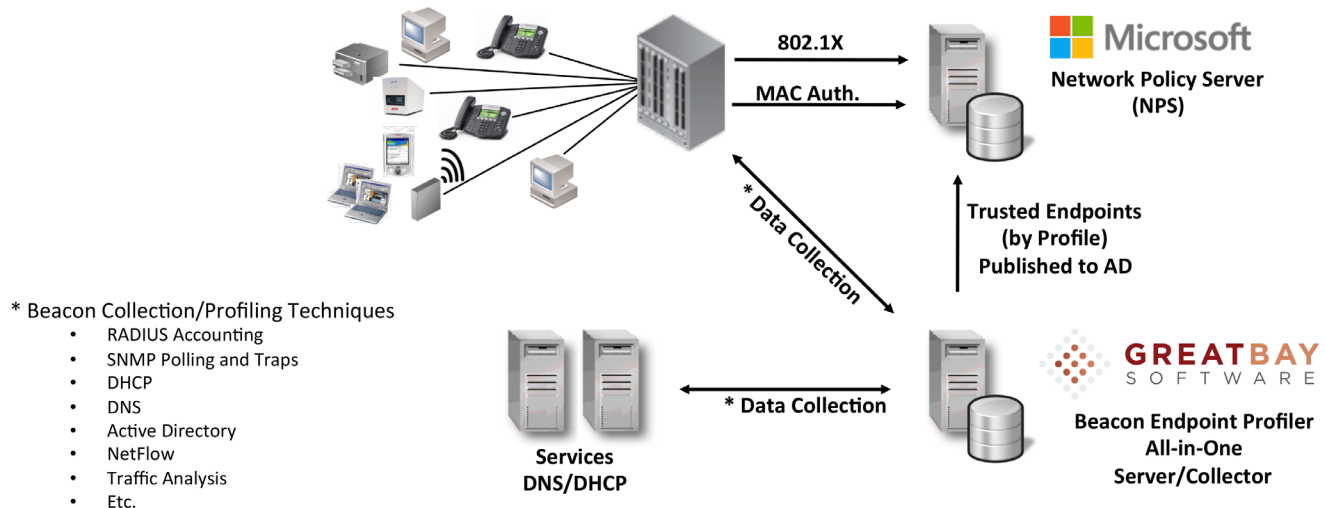 802.1X
MAC Auth.
Microsoft
Network Policy Server
(NPS)
* Data Collection
Trusted Endpoints
(by Profile)
Published to AD
* Beacon Collection/Profiling Techniques
• RADIUS Accounting
• SNMP Polling and Traps
• DHCP
• DNS
• Active Directory
• NetFlow
• Traffic Analysis
• Etc.
* Data Collection
Services
DNS/DHCP
GREATBAY
SOFTWARE
Beacon Endpoint Profiler
All-in-One
Server/Collector